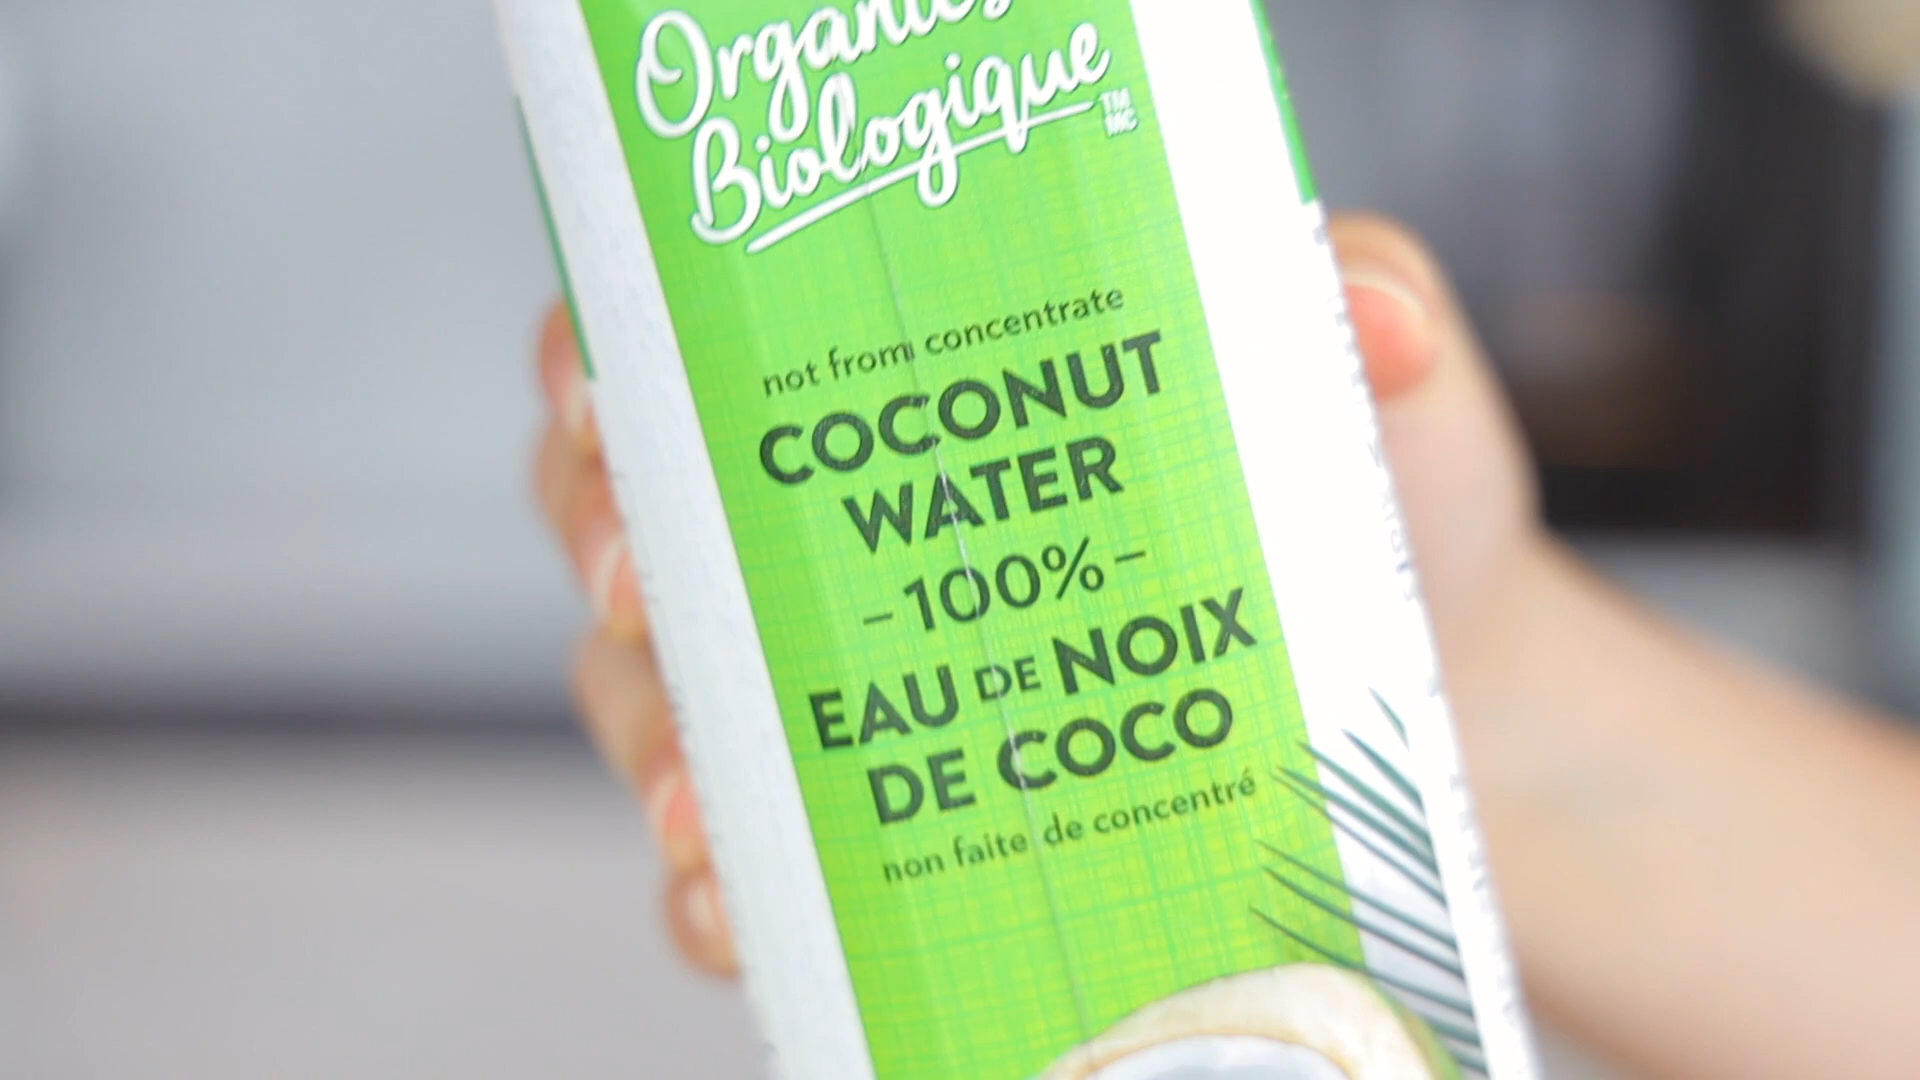 Organics
Biologique
TM
MC
not from concentrate
COCONUT
WATER
-100%-
EAU DE NOIX
DE COCO
non faite de concentré